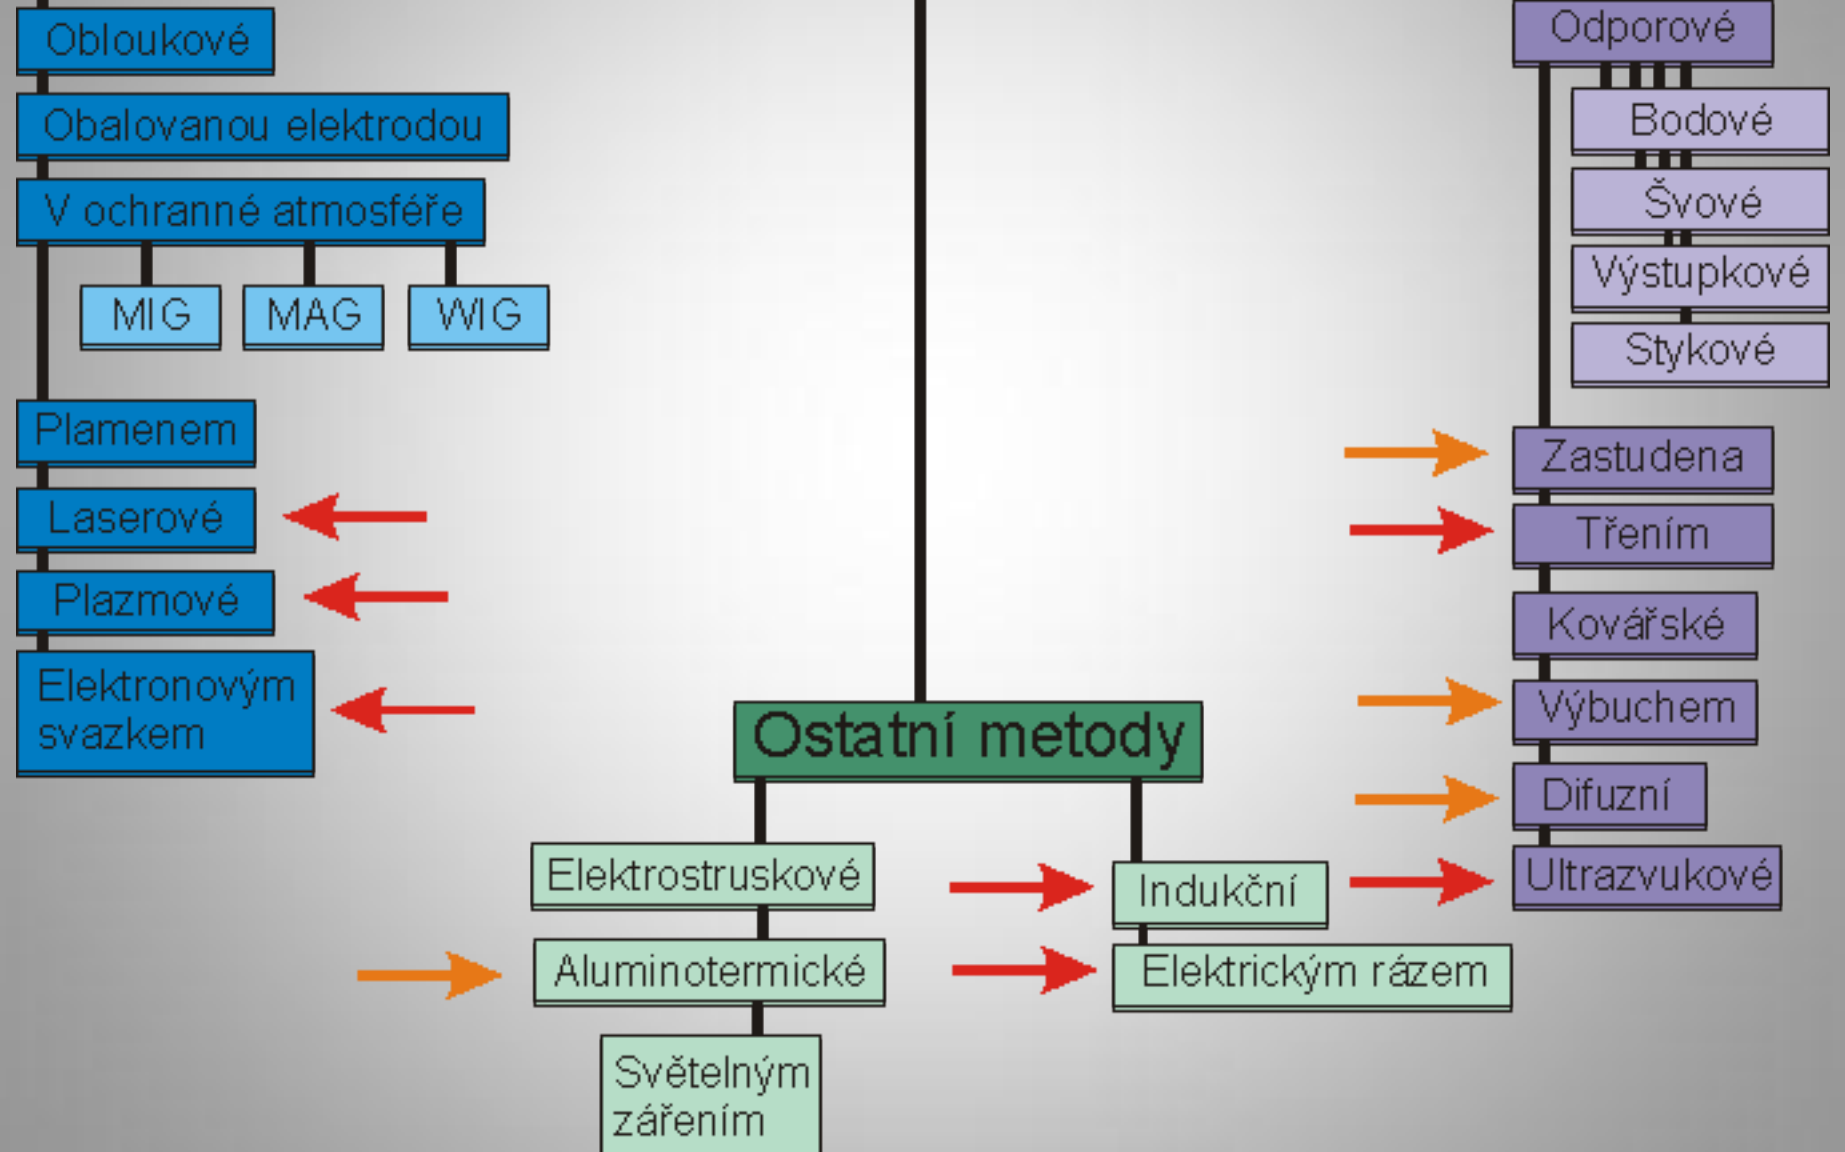 Obloukové
Obalovanou elektrodou
V ochranné atmosféře
MIG
MAG
WIG
Plamenem
Laserové
Plazmové
Elektronovým
svazkem
Ostatní metody
Elektrostruskové
Aluminotermické
Světelným
zářením
Indukční
Elektrickým rázem
Odporové
Bodové
Švové
Výstupkové
Stykové
Zastudena
Třením
Kovářské
Výbuchem
Difuzní
Ultrazvukové